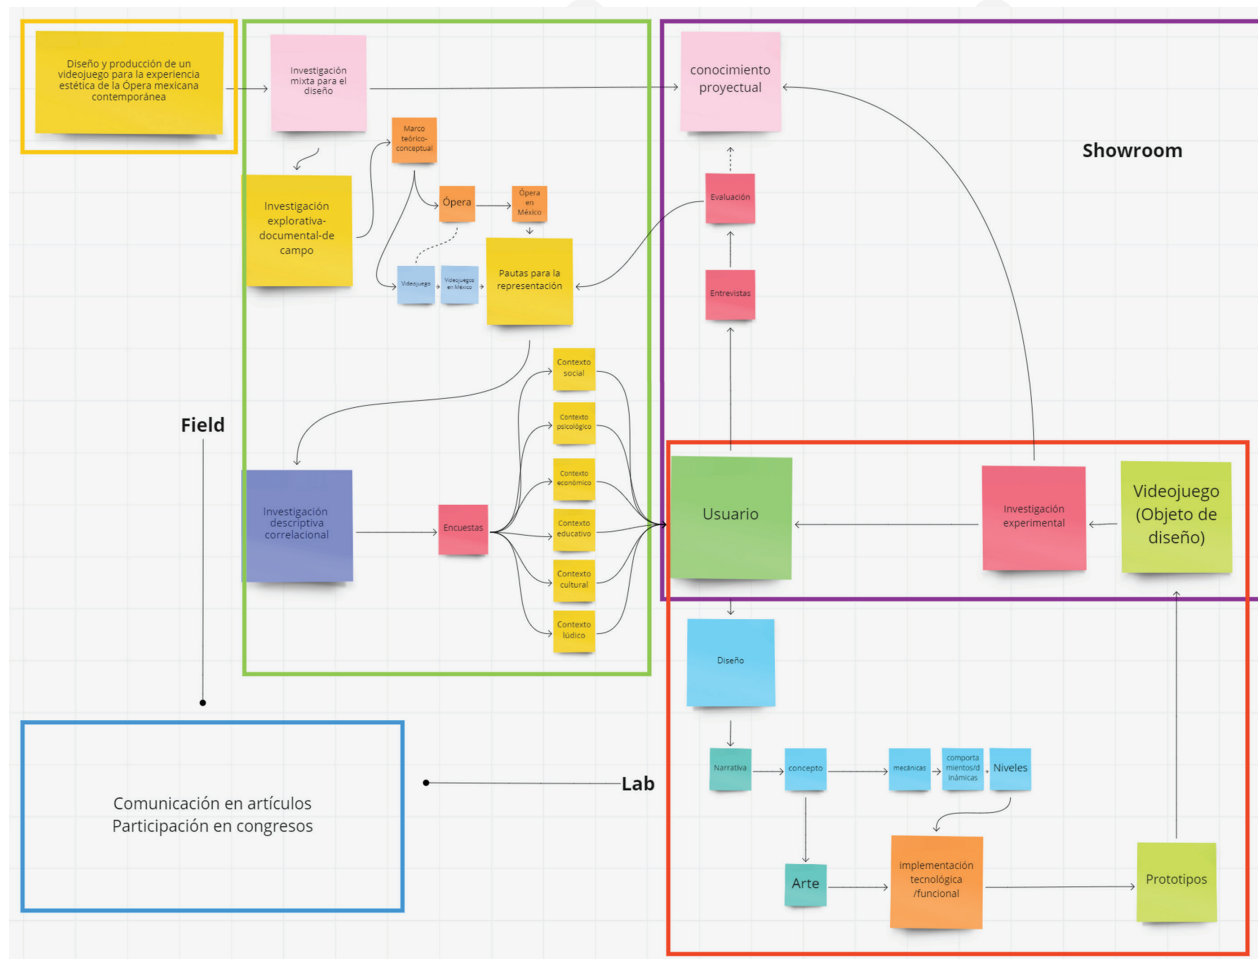 Diseño y producción de un
videojuego para la experiencia
estética de la Ópera mexicana
contemporánea
Investigación
mixta para el
diseño
conocimiento
proyectual
Showroom
Marco
teórico-
conceptual
Investigación
explorativa-
documental-de
campo
Ópera
Ópera
en
México
Evaluación
Videojuego
Videojuegos
en México
Pautas para la
representación
Entrevistas
Contexto
social
Contexto
psicológico
Contexto
económico
Contexto
educativo
Contexto
cultural
Contexto
lúdico
Field
Investigación
descriptiva
correlacional
Encuestas
Usuario
Investigación
experimental
Videojuego
(Objeto de
diseño)
Diseño
Narrativa
concepto
mecánicas
comporta
mientos/d
inámicas
Niveles
Lab
Comunicación en artículos
Participación en congresos
Arte
implementación
tecnológica
/funcional
Prototipos